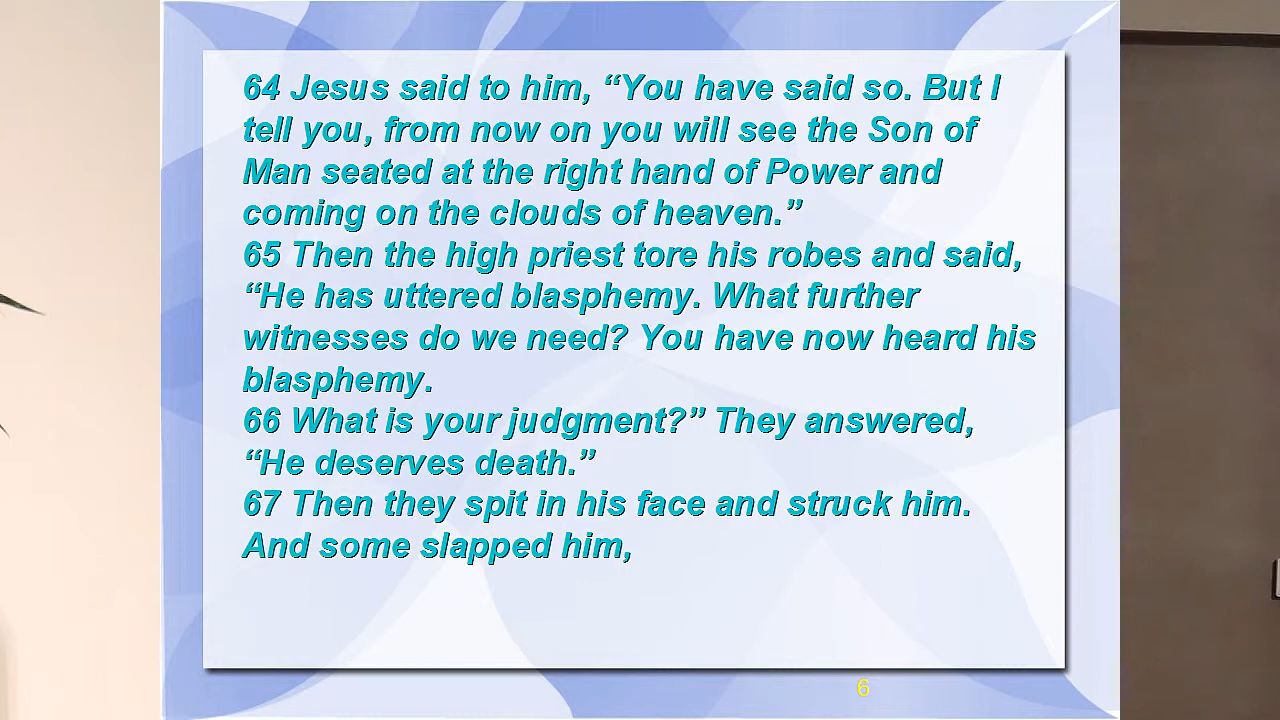 64 Jesus said to him, “You have said so. But I
tell you, from now on you will see the Son of
Man seated at the right hand of Power and
coming on the clouds of heaven.”
65 Then the high priest tore his robes and said,
“He has uttered blasphemy. What further
witnesses do we need? You have now heard his
blasphemy.
66 What is your judgment?” They answered,
“He deserves death.”
67 Then they spit in his face and struck him.
And some slapped him,
6